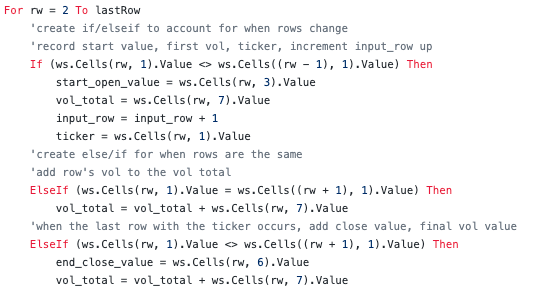 For rw = 2 To lastRow
    'create if/elseif to account for when rows change
    'record start value, first vol, ticker, increment input_row up
    If (ws.Cells(rw, 1).Value <> ws.Cells((rw – 1), 1).Value) Then
        start_open_value = ws.Cells(rw, 3).Value
        vol_total = ws.Cells(rw, 7).Value
        input_row = input_row + 1
        ticker = ws.Cells(rw, 1).Value
    'create else/if for when rows are the same
    'add row's vol to the vol total
    ElseIf (ws.Cells(rw, 1).Value = ws.Cells((rw + 1), 1).Value) Then
        vol_total = vol_total + ws.Cells(rw, 7).Value
    'when the last row with the ticker occurs, add close value, final vol value
    ElseIf (ws.Cells(rw, 1).Value <> ws.Cells((rw + 1), 1).Value) Then
        end_close_value = ws.Cells(rw, 6).Value
        vol_total = vol_total + ws.Cells(rw, 7).Value